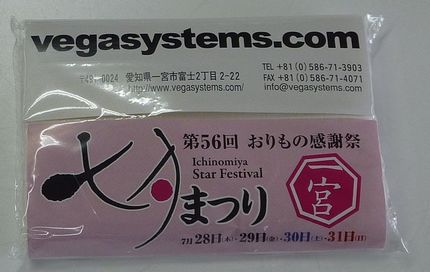 vegasystems.com
TEL +81(0)586-71-3903
〒491-0024 愛知県一宮市富士2丁目2-22
FAX +81(0)586-71-4071
http://www.vegasystems.com/
info@vegasystems.com
第56回 おりもの感謝祭
Ichinomiya
Star Festival
七夕まつり
宮
7月28日(木)・29日(金)・30日(土)・31日(日)